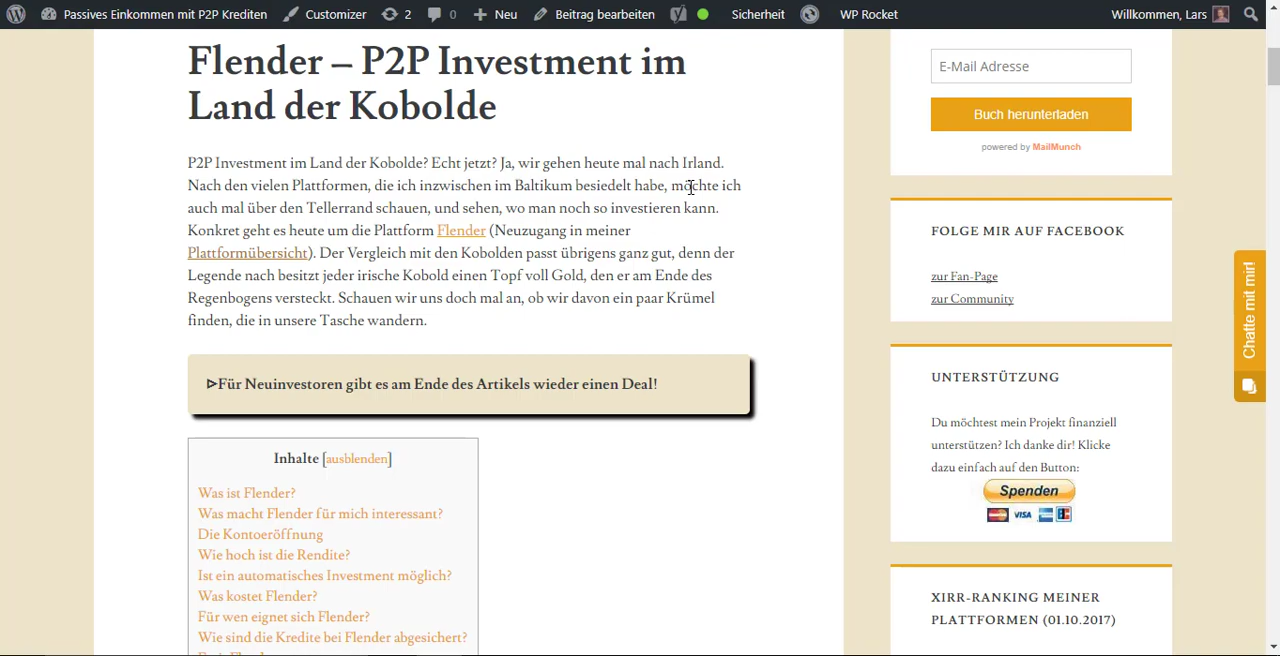 Passives Einkommen mit P2P Krediten Customizer 2 0 Neu Beitrag bearbeiten Sicherheit WP Rocket Willkommen, Lars
Flender – P2P Investment im
Land der Kobolde
P2P Investment im Land der Kobolde? Echt jetzt? Ja, wir gehen heute mal nach Irland.
Nach den vielen Plattformen, die ich inzwischen im Baltikum besiedelt habe, möchte ich
auch mal über den Tellerrand schauen, und sehen, wo man noch so investieren kann.
Konkret geht es heute um die Plattform Flender (Neuzugang in meiner
Plattformübersicht). Der Vergleich mit den Kobolden passt übrigens ganz gut, denn der
Legende nach besitzt jeder irische Kobold einen Topf voll Gold, den er am Ende des
Regenbogens versteckt. Schauen wir uns doch mal an, ob wir davon ein paar Krümel
finden, die in unsere Tasche wandern.
ᐅFür Neuinvestoren gibt es am Ende des Artikels wieder einen Deal!
Inhalte [ausblenden]
Was ist Flender?
Was macht Flender für mich interessant?
Die Kontoeröffnung
Wie hoch ist die Rendite?
Ist ein automatisches Investment möglich?
Was kostet Flender?
Für wen eignet sich Flender?
Wie sind die Kredite bei Flender abgesichert?
E-Mail Adresse
Buch herunterladen
powered by MailMunch
FOLGE MIR AUF FACEBOOK
zur Fan-Page
zur Community
UNTERSTÜTZUNG
Du möchtest mein Projekt finanziell
unterstützen? Ich danke dir! Klicke
dazu einfach auf den Button:
Spenden
VISA
XIRR-RANKING MEINER
PLATTFORMEN (01.10.2017)
Chatte mit mir!